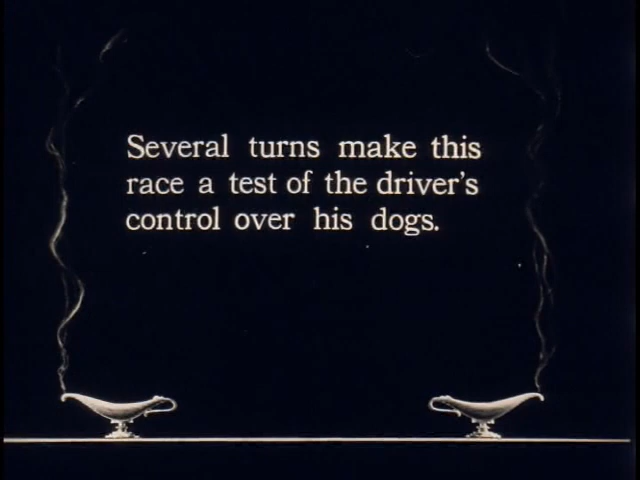 Several turns make this
race a test of the driver's
control over his dogs.